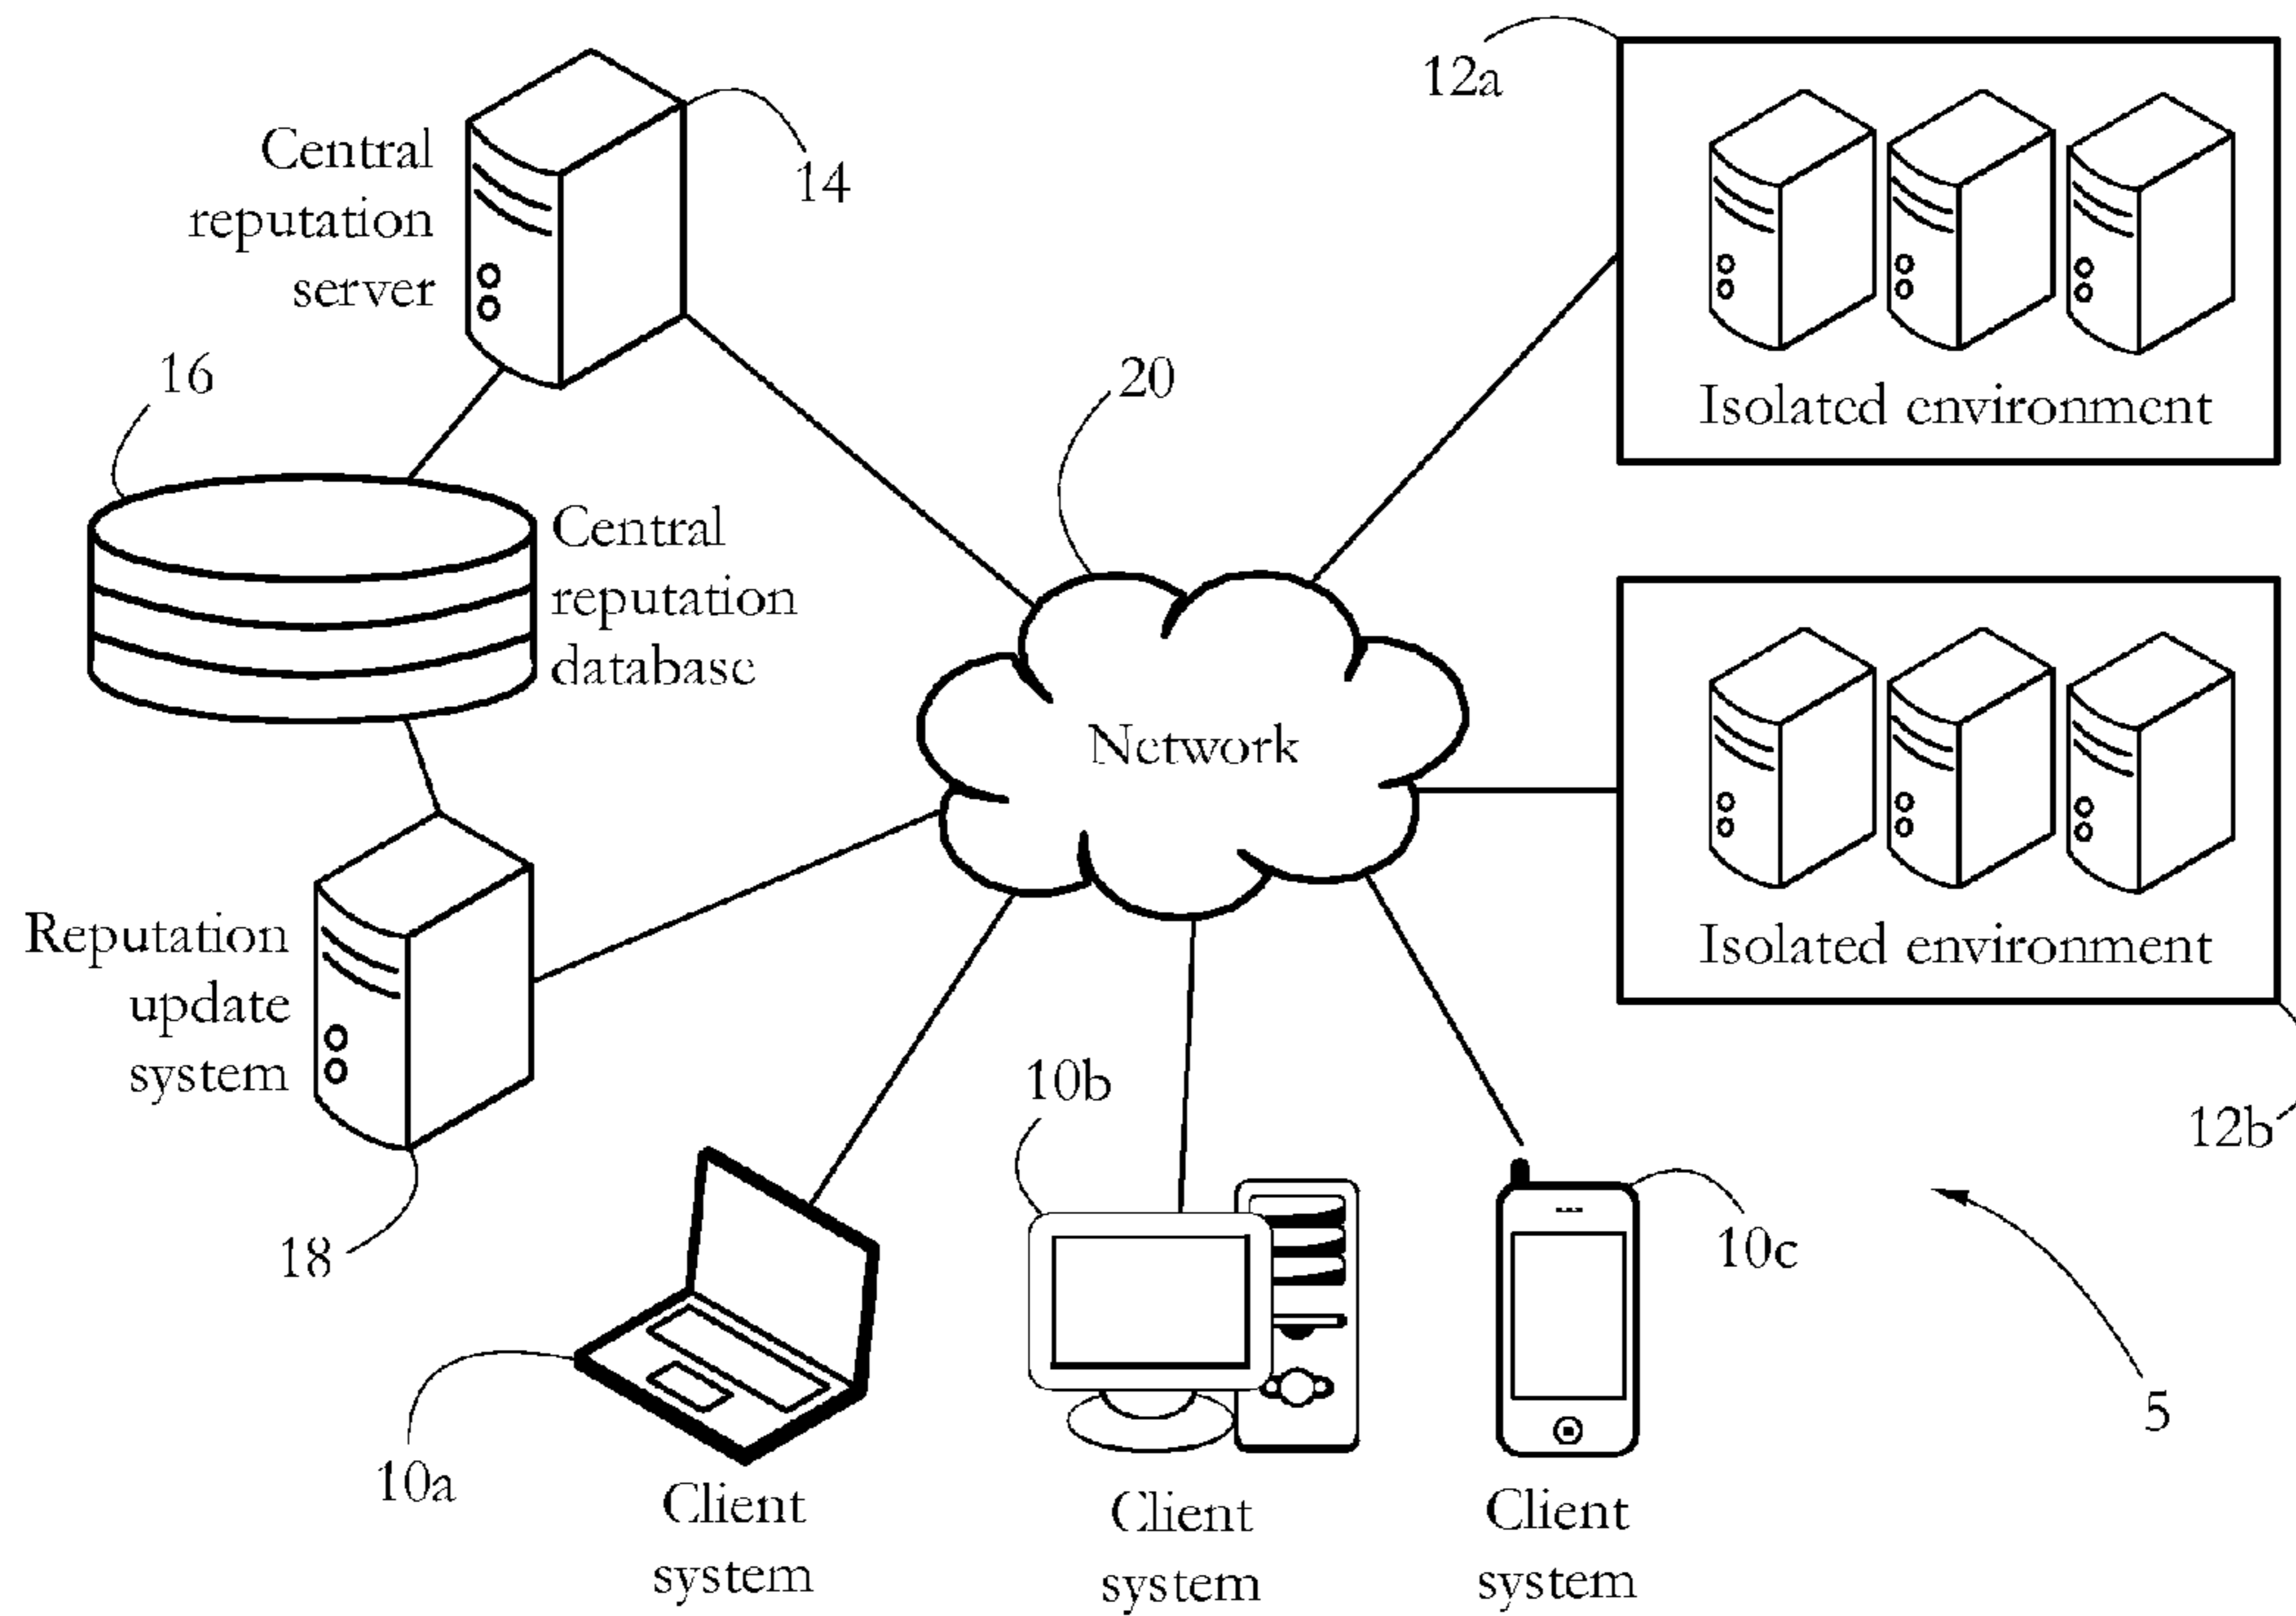 12a
Central
reputation
server
14
Isolated environment
16
20
Central
reputation
database
Network
Isolated environment
Reputation
update
system
12b
10b
18
10c
5
10a
Client
system
Client
system
Client
system